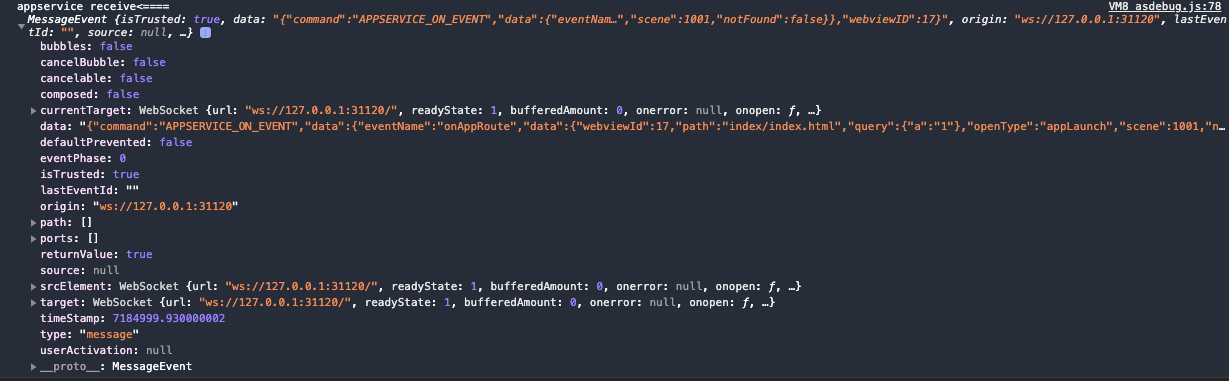 appservice receive<====
VM8 asdebug.js:78
MessageEvent {isTrusted: true, data: "{"command":"APPSERVICE_ON_EVENT","data":{"eventNam…","scene":1001,"notFound":false}},"webviewID":17}", origin: "ws://127.0.0.1:31120", lastEven
tId: "", source: null, …}
bubbles: false
cancelBubble: false
cancelable: false
composed: false
currentTarget: WebSocket {url: "ws://127.0.0.1:31120/", readyState: 1, bufferedAmount: 0, onerror: null, onopen: ƒ, …}
data: "{"command":"APPSERVICE_ON_EVENT","data":{"eventName":"onAppRoute","data":{"webviewId":17,"path":"index/index.html","query":{"a":"1"},"openType":"appLaunch","scene":1001,"n…
defaultPrevented: false
eventPhase: 0
isTrusted: true
lastEventId: ""
origin: "ws://127.0.0.1:31120"
path: []
ports: []
returnValue: true
source: null
srcElement: WebSocket {url: "ws://127.0.0.1:31120/", readyState: 1, bufferedAmount: 0, onerror: null, onopen: ƒ, …}
target: WebSocket {url: "ws://127.0.0.1:31120/", readyState: 1, bufferedAmount: 0, onerror: null, onopen: ƒ, …}
timeStamp: 7184999.930000002
type: "message"
userActivation: null
__proto__: MessageEvent